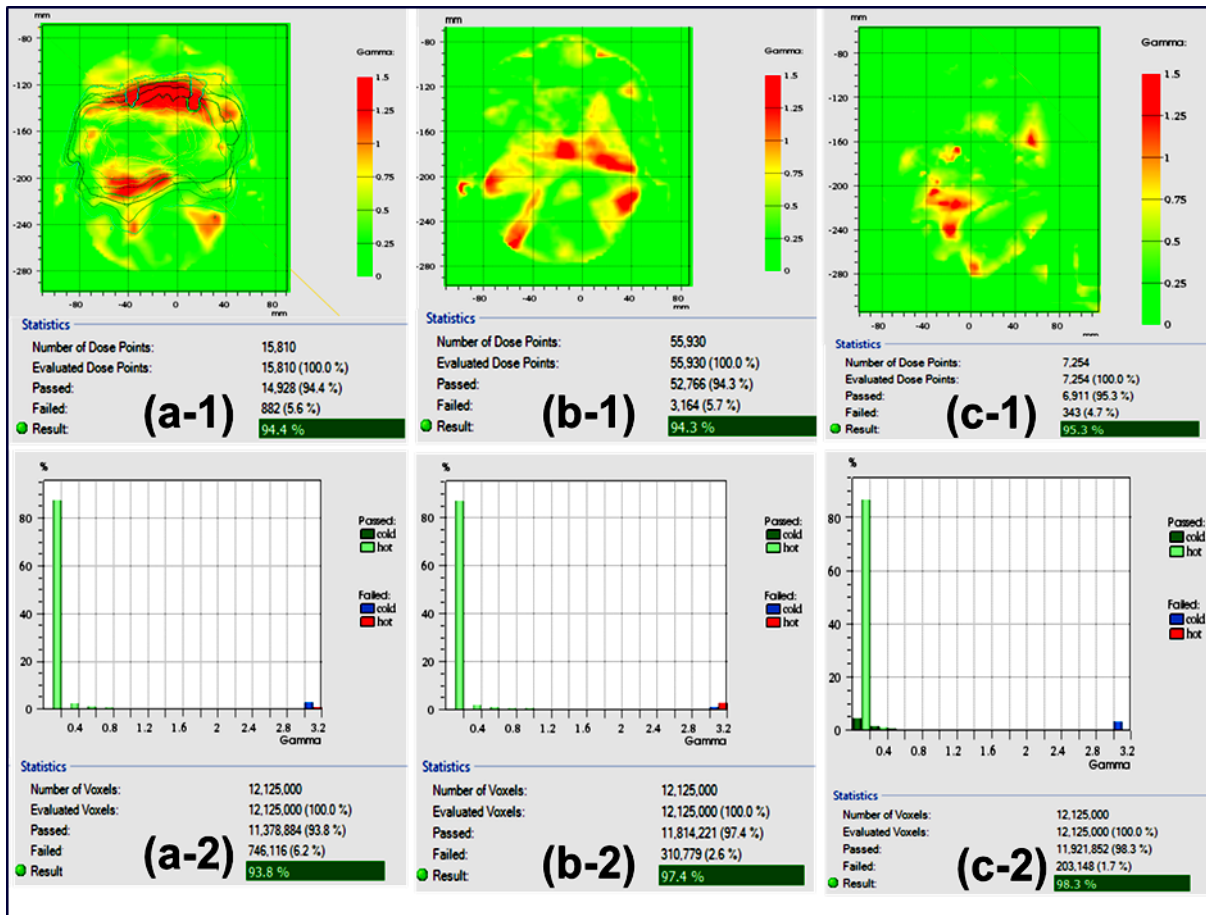 mm
Gamma:
-80
-120
-160
-200
-240
-280
1.5
1.25
1
0.75
0.5
0.25
0
-80 -40 0 40 80
mm
Statistics
Number of Dose Points: 15,810
Evaluated Dose Points: 15,810 (100.0 %)
Passed: 14,928 (94.4 %)
Failed: 882 (5.6 %)
Result: 94.4 %
(a-1)
mm
Gamma:
-80
-120
-160
-200
-240
-280
1.5
1.25
1
0.75
0.5
0.25
0
-80 -40 0 40 80
mm
Statistics
Number of Dose Points: 55,930
Evaluated Dose Points: 55,930 (100.0 %)
Passed: 52,766 (94.3 %)
Failed: 3,164 (5.7 %)
Result: 94.3 %
(b-1)
mm
Gamma:
-80
-120
-160
-200
-240
-280
1.5
1.25
1
0.75
0.5
0.25
0
-80 -40 0 40 80
mm
Statistics
Number of Dose Points: 7,254
Evaluated Dose Points: 7,254 (100.0 %)
Passed: 6,911 (95.3 %)
Failed: 343 (4.7 %)
Result: 95.3 %
(c-1)
%
80
60
40
20
0
0.4 0.8 1.2 1.6 2 2.4 2.8 3.2
Gamma
Passed:
cold
hot
Failed:
cold
hot
Statistics
Number of Voxels: 12,125,000
Evaluated Voxels: 12,125,000 (100.0 %)
Passed: 11,378,884 (93.8 %)
Failed: 746,116 (6.2 %)
Result 93.8 %
(a-2)
%
80
60
40
20
0
0.4 0.8 1.2 1.6 2 2.4 2.8 3.2
Gamma
Passed:
cold
hot
Failed:
cold
hot
Statistics
Number of Voxels: 12,125,000
Evaluated Voxels: 12,125,000 (100.0 %)
Passed: 11,814,221 (97.4 %)
Failed: 310,779 (2.6 %)
Result: 97.4 %
(b-2)
%
80
60
40
20
0
0.4 0.8 1.2 1.6 2 2.4 2.8 3.2
Gamma
Passed:
cold
hot
Failed:
cold
hot
Statistics
Number of Voxels: 12,125,000
Evaluated Voxels: 12,125,000 (100.0 %)
Passed: 11,921,852 (98.3 %)
Failed: 203,148 (1.7 %)
Result: 98.3 %
(c-2)